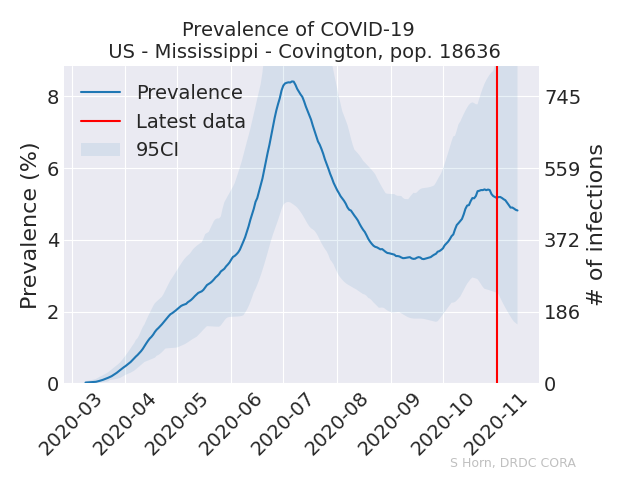 Prevalence of COVID-19
US - Mississippi - Covington, pop. 18636
Prevalence
Latest data
95CI
Prevalence (%)
8
6
4
2
0
745
559
372
186
0
# of infections
2020-03
2020-04
2020-05
2020-06
2020-07
2020-08
2020-09
2020-10
2020-11
S Horn, DRDC CORA